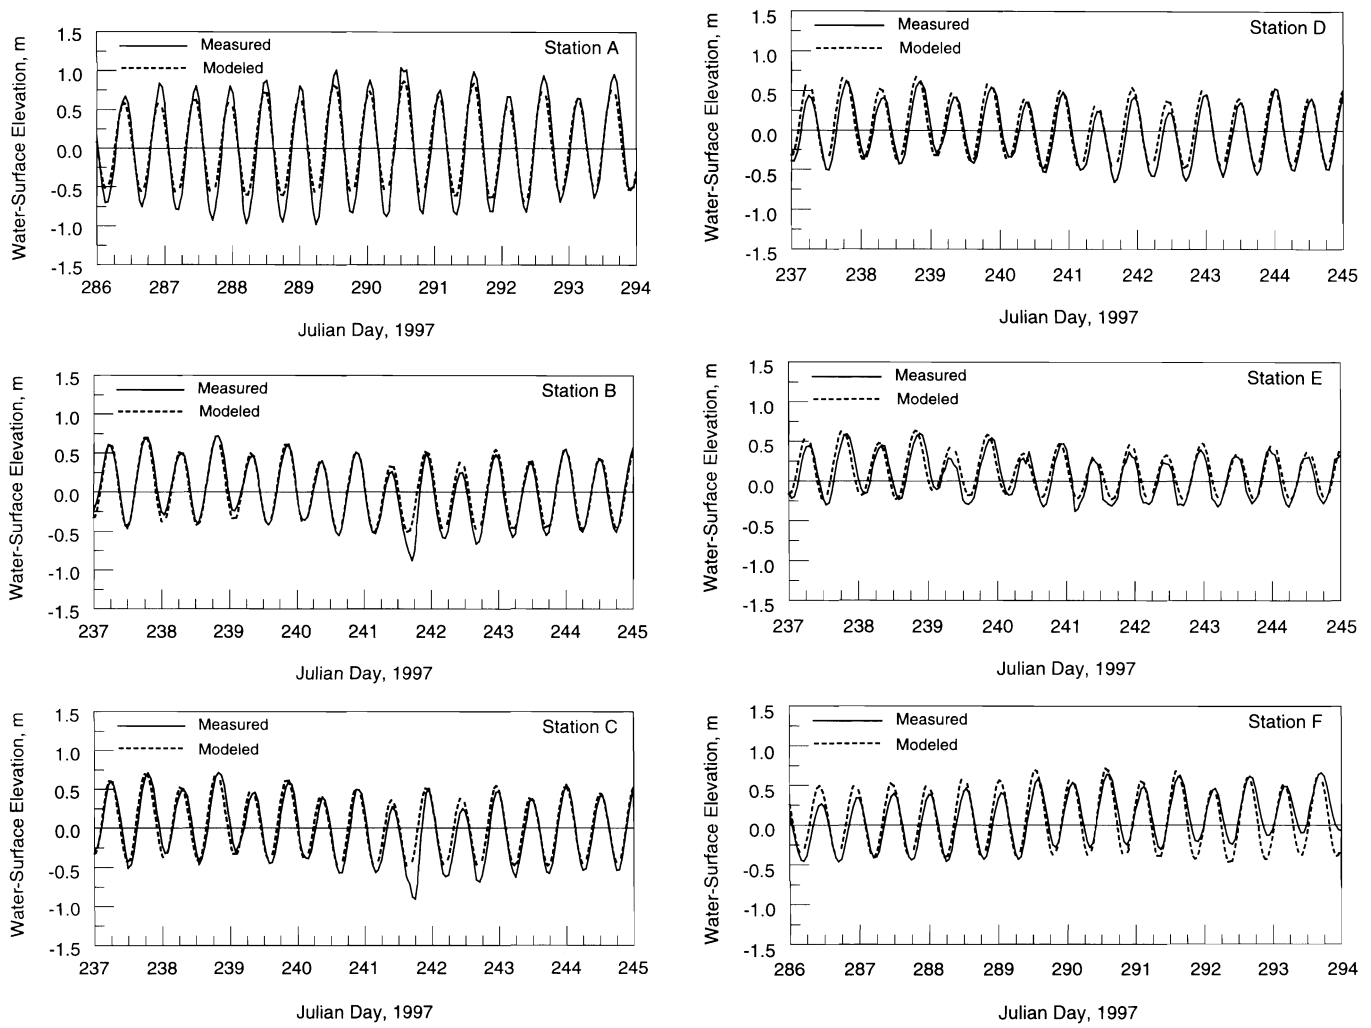 Water-Surface Elevation, m
1.5
1.0
0.5
0.0
-0.5
-1.0
-1.5
Measured
Modeled
Station A
286 287 288 289 290 291 292 293 294
Julian Day, 1997
Water-Surface Elevation, m
1.5
1.0
0.5
0.0
-0.5
-1.0
-1.5
Measured
Modeled
Station B
237 238 239 240 241 242 243 244 245
Julian Day, 1997
Water-Surface Elevation, m
1.5
1.0
0.5
0.0
-0.5
-1.0
-1.5
Measured
Modeled
Station C
237 238 239 240 241 242 243 244 245
Julian Day, 1997
Water-Surface Elevation, m
1.5
1.0
0.5
0.0
-0.5
-1.0
-1.5
Measured
Modeled
Station D
237 238 239 240 241 242 243 244 245
Julian Day, 1997
Water-Surface Elevation, m
1.5
1.0
0.5
0.0
-0.5
-1.0
-1.5
Measured
Modeled
Station E
237 238 239 240 241 242 243 244 245
Julian Day, 1997
Water-Surface Elevation, m
1.5
1.0
0.5
0.0
-0.5
-1.0
-1.5
Measured
Modeled
Station F
286 287 288 289 290 291 292 293 294
Julian Day, 1997